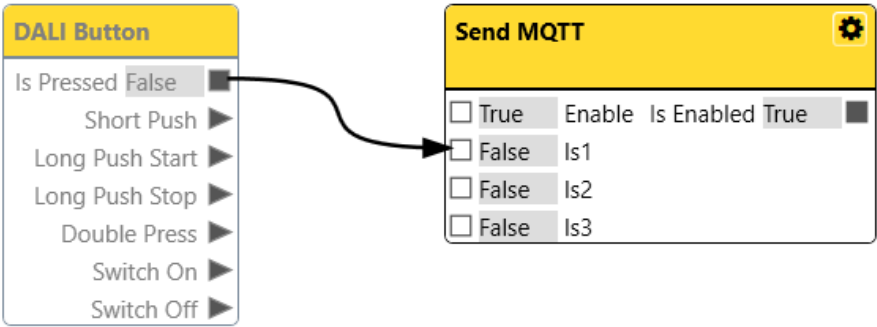 DALI Button
Is Pressed False
Short Push
Long Push Start
Long Push Stop
Double Press
Switch On
Switch Off
Send MQTT
True Enable Is Enabled True
False Is1
False Is2
False Is3